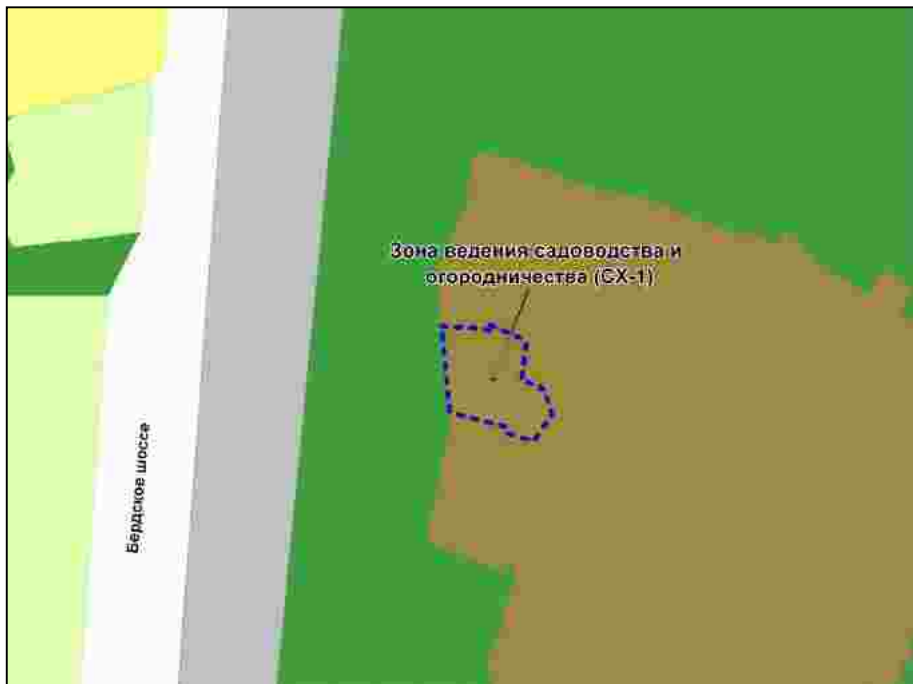 Зона ведения садоводства и
огородничества (СХ-1)
Бердское шоссе